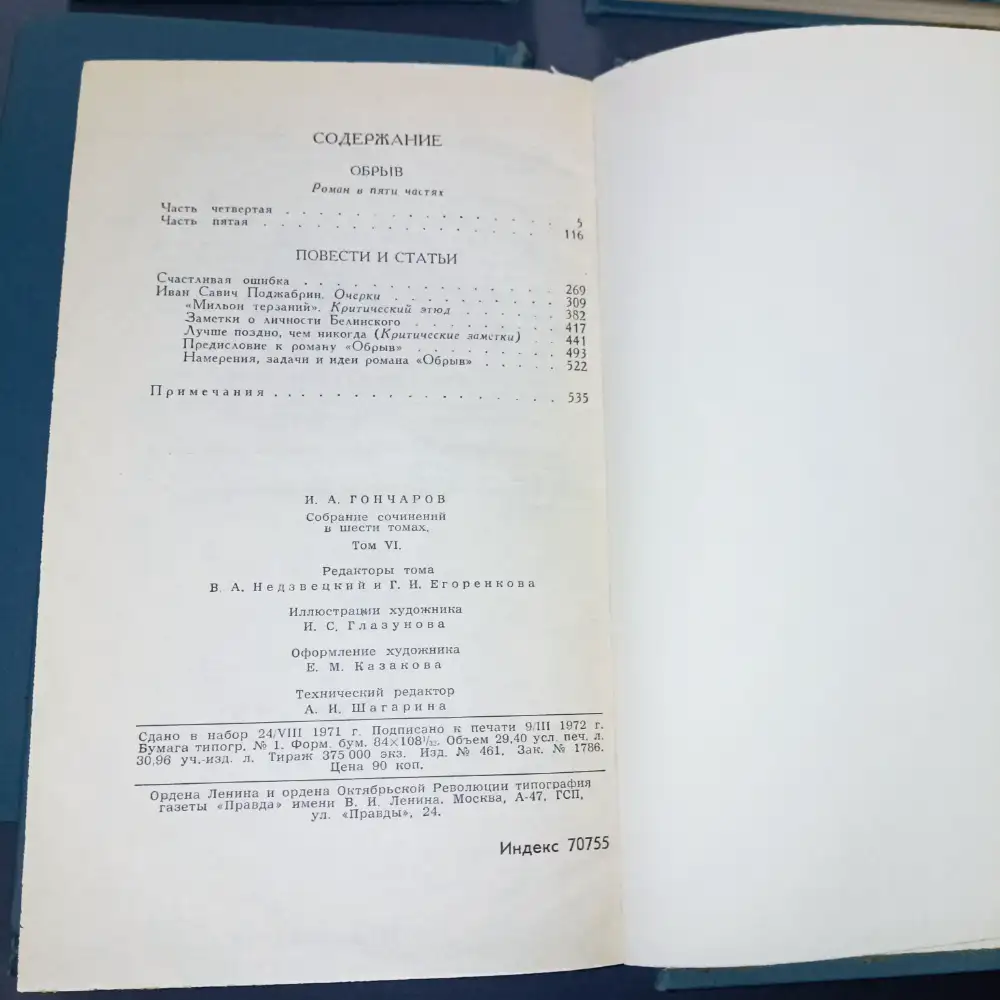 СОДЕРЖАНИЕ
ОБРЫВ
Роман в пяти частях
Часть четвертая . . . . . . . . . . . . . . . . 5
Часть пятая . . . . . . . . . . . . . . . . 116
ПОВЕСТИ И СТАТЬИ
Счастливая ошибка . . . . . . . . . . . . . . 269
Иван Савич Поджабрин. Очерки . . . . . . . . . . 309
«Мильон терзаний». Критический этюд . . . . . . 382
Заметки о личности Белинского . . . . . . . . . 417
Лучше поздно, чем никогда (Критические заметки) . . 441
Предисловие к роману «Обрыв» . . . . . . . . . 493
Намерения, задачи и идеи романа «Обрыв» . . . . . 522
Примечания . . . . . . . . . . . . . . . . 535
И. А. ГОНЧАРОВ
Собрание сочинений
в шести томах.
Том VI.
Редакторы тома
В. А. Недзвецкий и Г. И. Егоренкова
Иллюстрации художника
И. С. Глазунова
Оформление художника
Е. М. Казакова
Технический редактор
А. И. Шагарина
Сдано в набор 24/VIII 1971 г. Подписано к печати 9/III 1972 г.
Бумага типогр. № 1. Форм. бум. 84×108¹/₃₂. Объем 29,40 усл. печ. л.
30,96 уч.-изд. л. Тираж 375 000 экз. Изд. № 461. Зак. № 1786.
Цена 90 коп.
Ордена Ленина и ордена Октябрьской Революции типография
газеты «Правда» имени В. И. Ленина. Москва, А-47, ГСП,
ул. «Правды», 24.
Индекс 70755